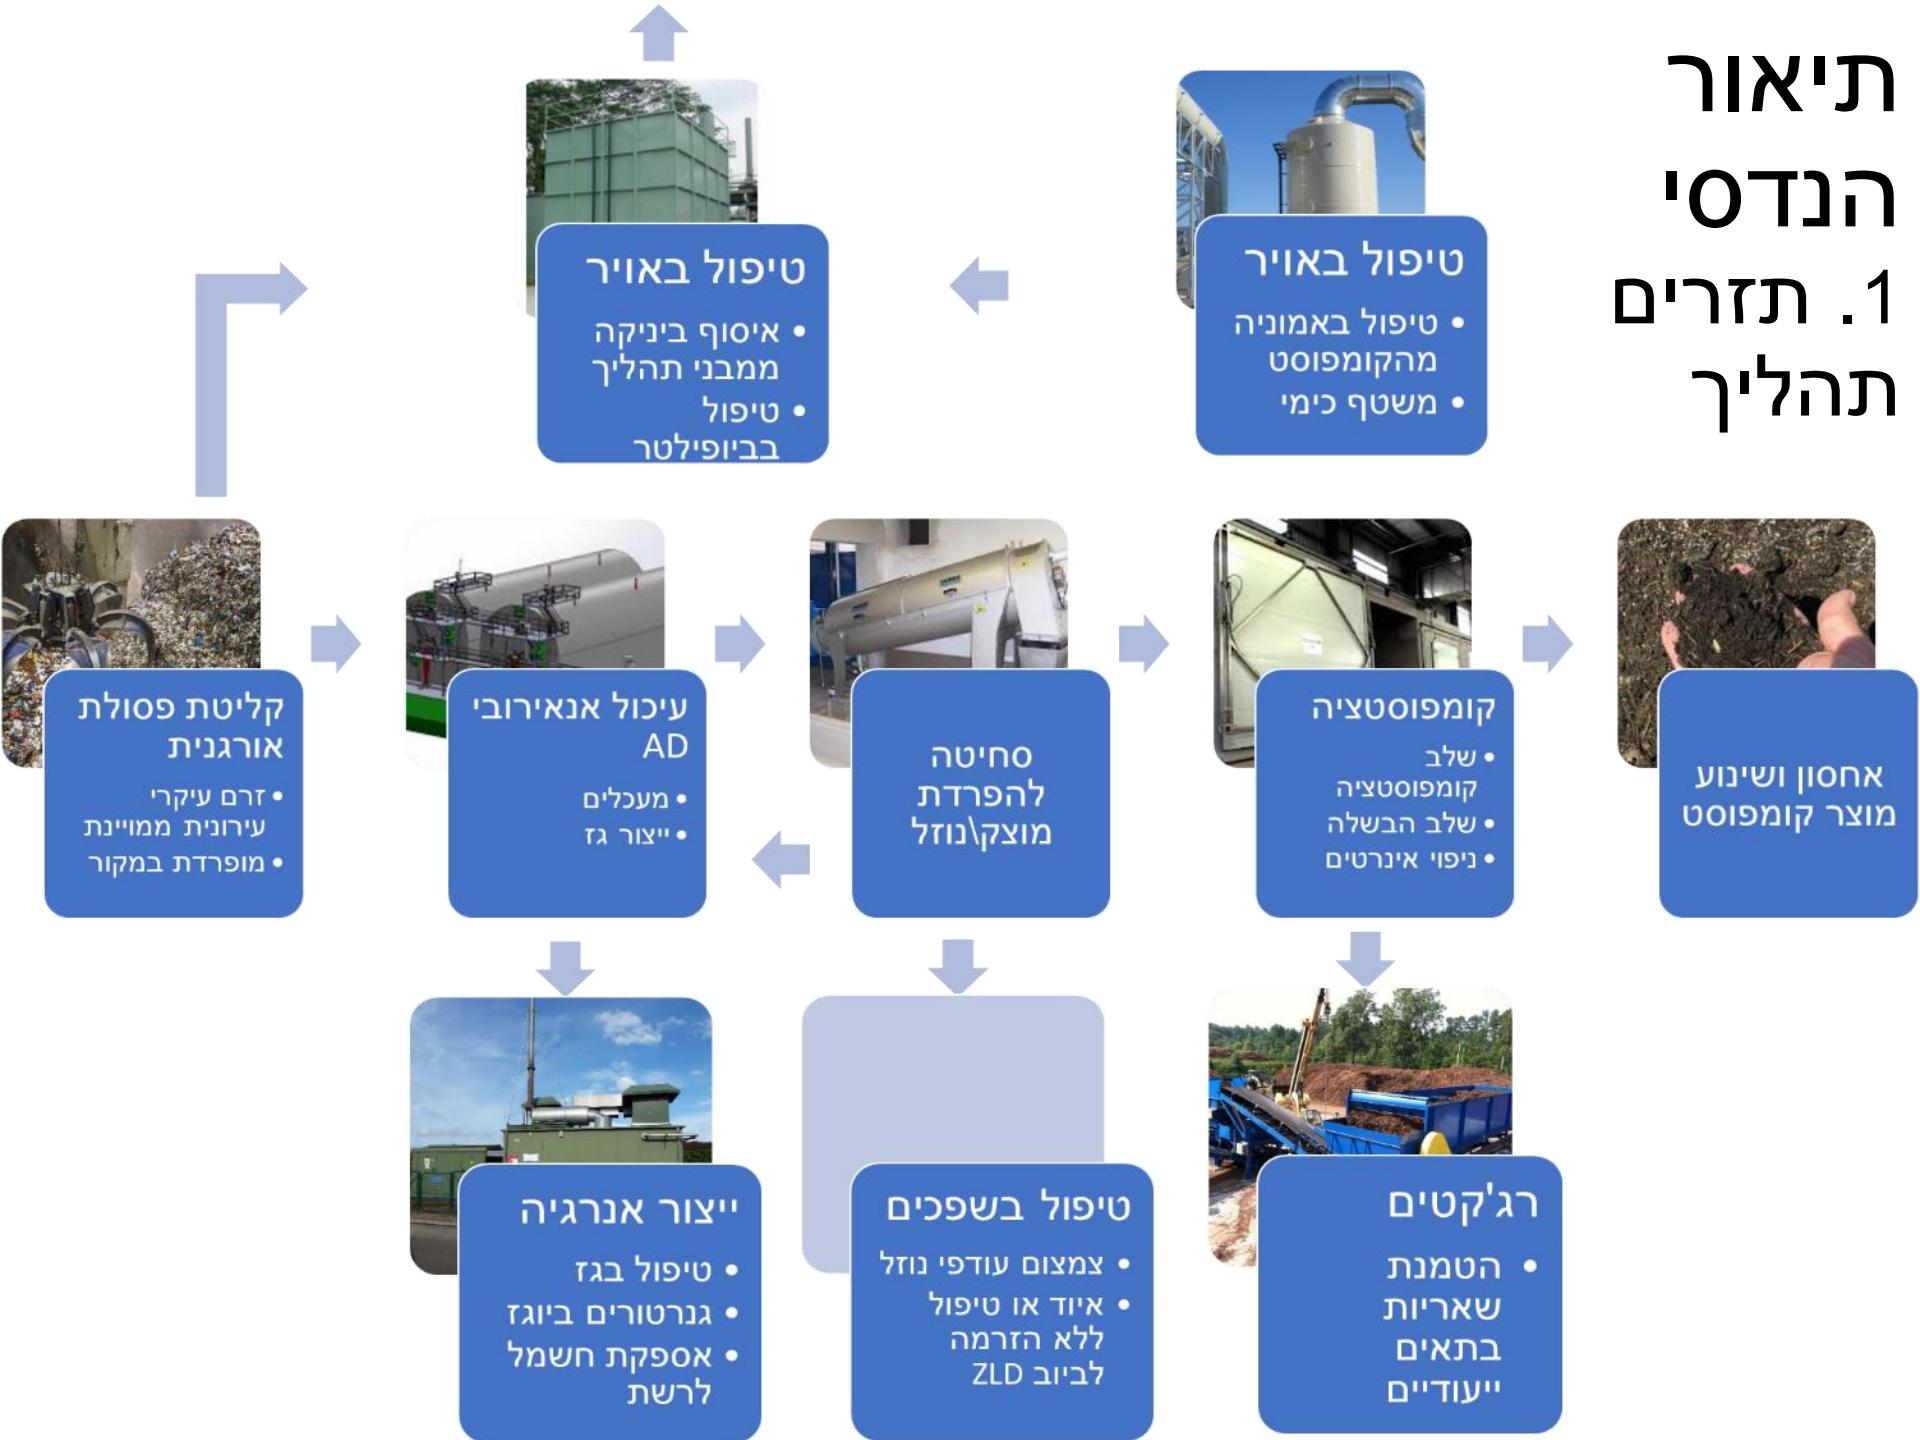 תיאור
הנדסי
1. תזרים
תהליך
טיפול באויר
• טיפול באמוניה
מהקומפוסט
• משטף כימי
טיפול באויר
• איסוף ביניקה
ממבני תהליך
• טיפול
בביופילטר
קליטת פסולת
אורגנית
• זרם עיקרי
עירונית ממויינת
• מופרדת במקור
עיכול אנאירובי
AD
• מעכלים
• ייצור גז
סחיטה
להפרדת
מוצק\נוזל
קומפוסטציה
• שלב
קומפוסטציה
• שלב הבשלה
• ניפוי אינרטים
אחסון ושינוע
מוצר קומפוסט
ייצור אנרגיה
• טיפול בגז
• גנרטורים ביוגז
• אספקת חשמל
לרשת
טיפול בשפכים
• צמצום עודפי נוזל
• איוד או טיפול
ללא הזרמה
לביוב ZLD
רג'קטים
• הטמנת
שאריות
בתאים
ייעודיים